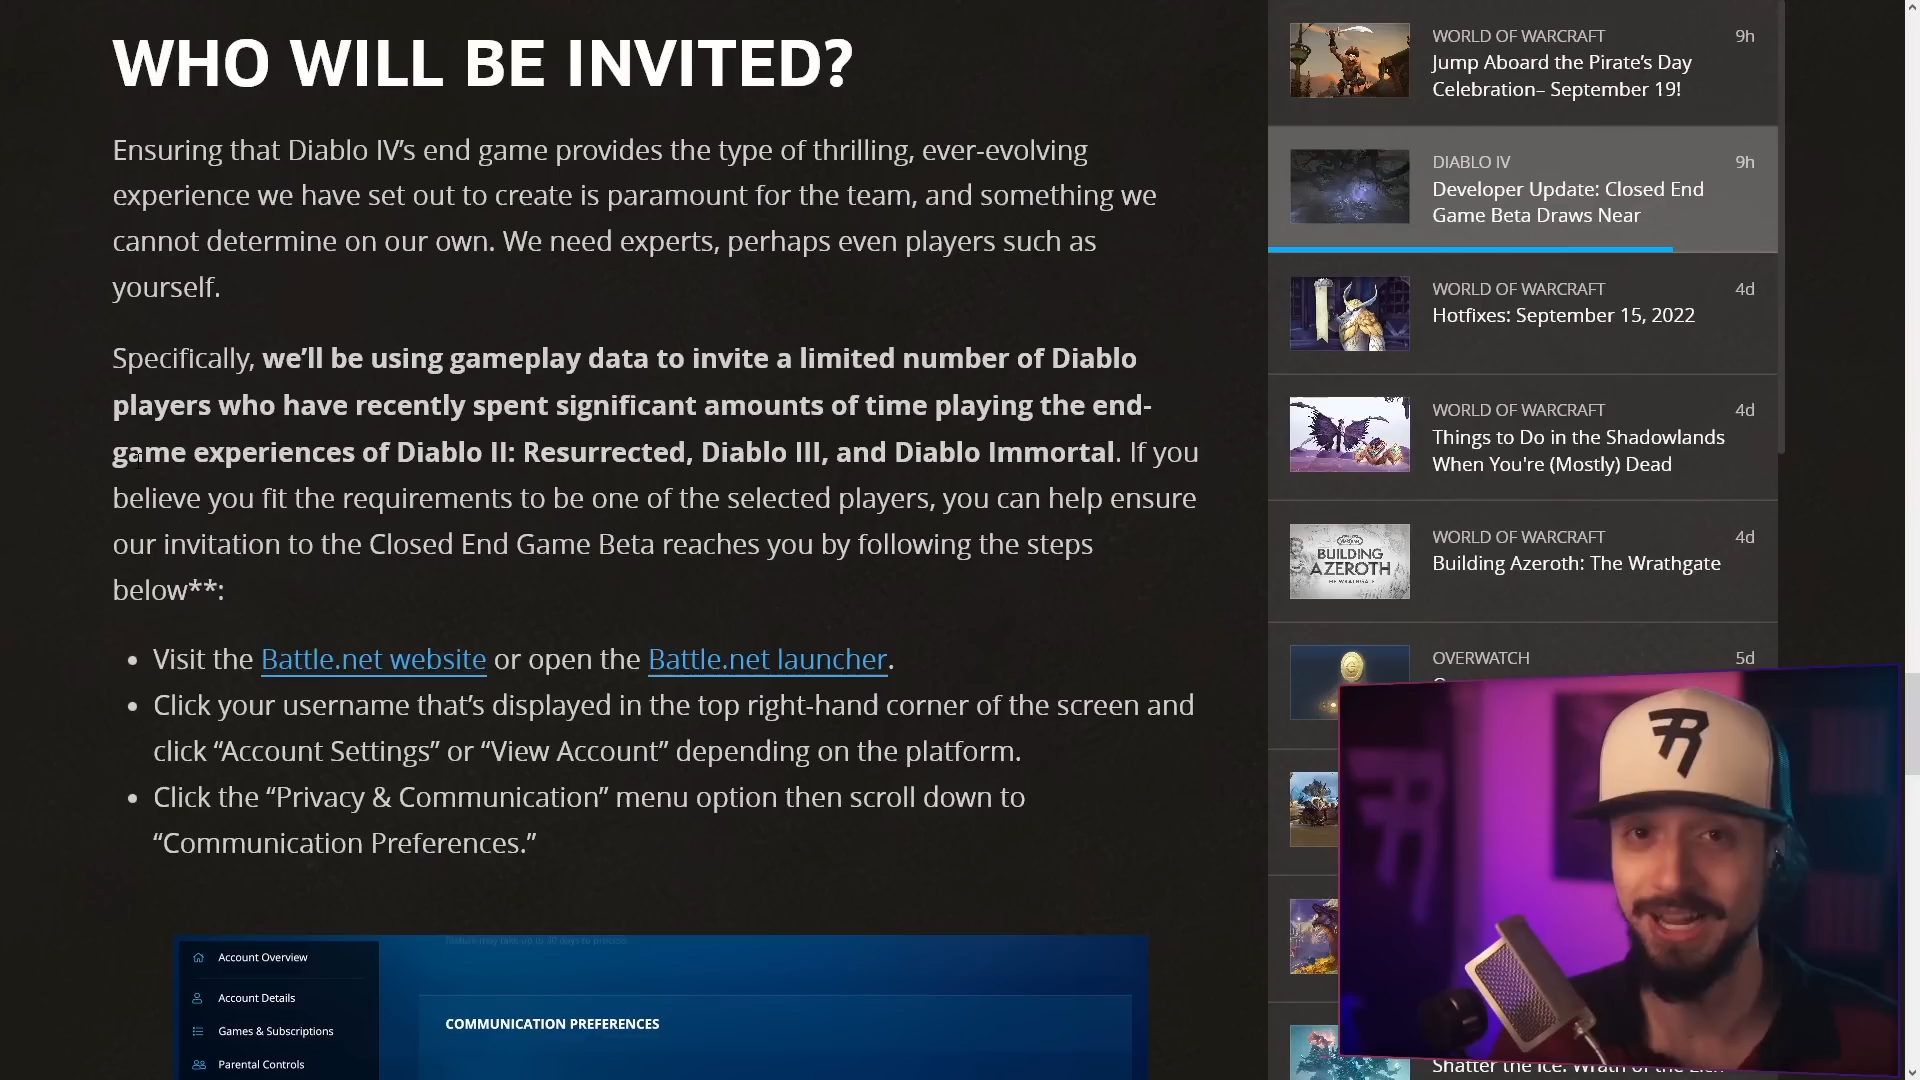 WHO WILL BE INVITED?
Ensuring that Diablo IV’s end game provides the type of thrilling, ever-evolving
experience we have set out to create is paramount for the team, and something we
cannot determine on our own. We need experts, perhaps even players such as
yourself.
Specifically, we’ll be using gameplay data to invite a limited number of Diablo
players who have recently spent significant amounts of time playing the end-
game experiences of Diablo II: Resurrected, Diablo III, and Diablo Immortal. If you
believe you fit the requirements to be one of the selected players, you can help ensure
our invitation to the Closed End Game Beta reaches you by following the steps
below**:
• Visit the Battle.net website or open the Battle.net launcher.
• Click your username that’s displayed in the top right-hand corner of the screen and
click “Account Settings” or “View Account” depending on the platform.
• Click the “Privacy & Communication” menu option then scroll down to
“Communication Preferences.”
Account Overview
Account Details
Games & Subscriptions
Parental Controls
COMMUNICATION PREFERENCES
WORLD OF WARCRAFT 9h
Jump Aboard the Pirate’s Day
Celebration– September 19!
DIABLO IV 9h
Developer Update: Closed End
Game Beta Draws Near
WORLD OF WARCRAFT 4d
Hotfixes: September 15, 2022
WORLD OF WARCRAFT 4d
Things to Do in the Shadowlands
When You're (Mostly) Dead
BUILDING
AZEROTH
WORLD OF WARCRAFT 4d
Building Azeroth: The Wrathgate
OVERWATCH 5d
Shatter the Ice: Wrath of the